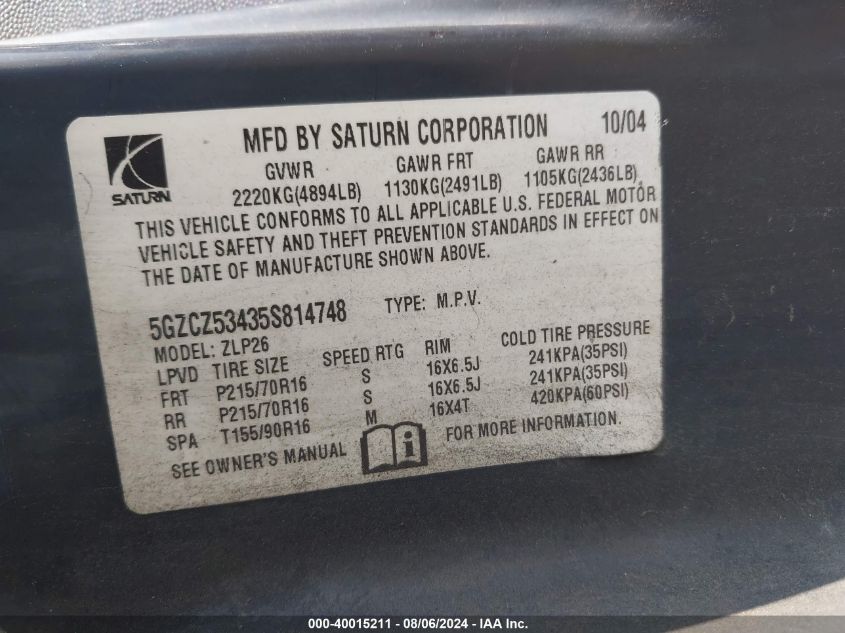 MFD BY SATURN CORPORATION 10/04
SATURN
GVWR GAWR FRT GAWR RR
2220KG(4894LB) 1130KG(2491LB) 1105KG(2436LB)
THIS VEHICLE CONFORMS TO ALL APPLICABLE U.S. FEDERAL MOTOR
VEHICLE SAFETY AND THEFT PREVENTION STANDARDS IN EFFECT ON
THE DATE OF MANUFACTURE SHOWN ABOVE.
5GZCZ53435S814748 TYPE: M.P.V.
MODEL: ZLP26
LPVD TIRE SIZE SPEED RTG RIM COLD TIRE PRESSURE
FRT P215/70R16 S 16X6.5J 241KPA(35PSI)
RR P215/70R16 S 16X6.5J 241KPA(35PSI)
SPA T155/90R16 M 16X4T 420KPA(60PSI)
SEE OWNER'S MANUAL i FOR MORE INFORMATION.
000-40015211 - 08/06/2024 - IAA Inc.